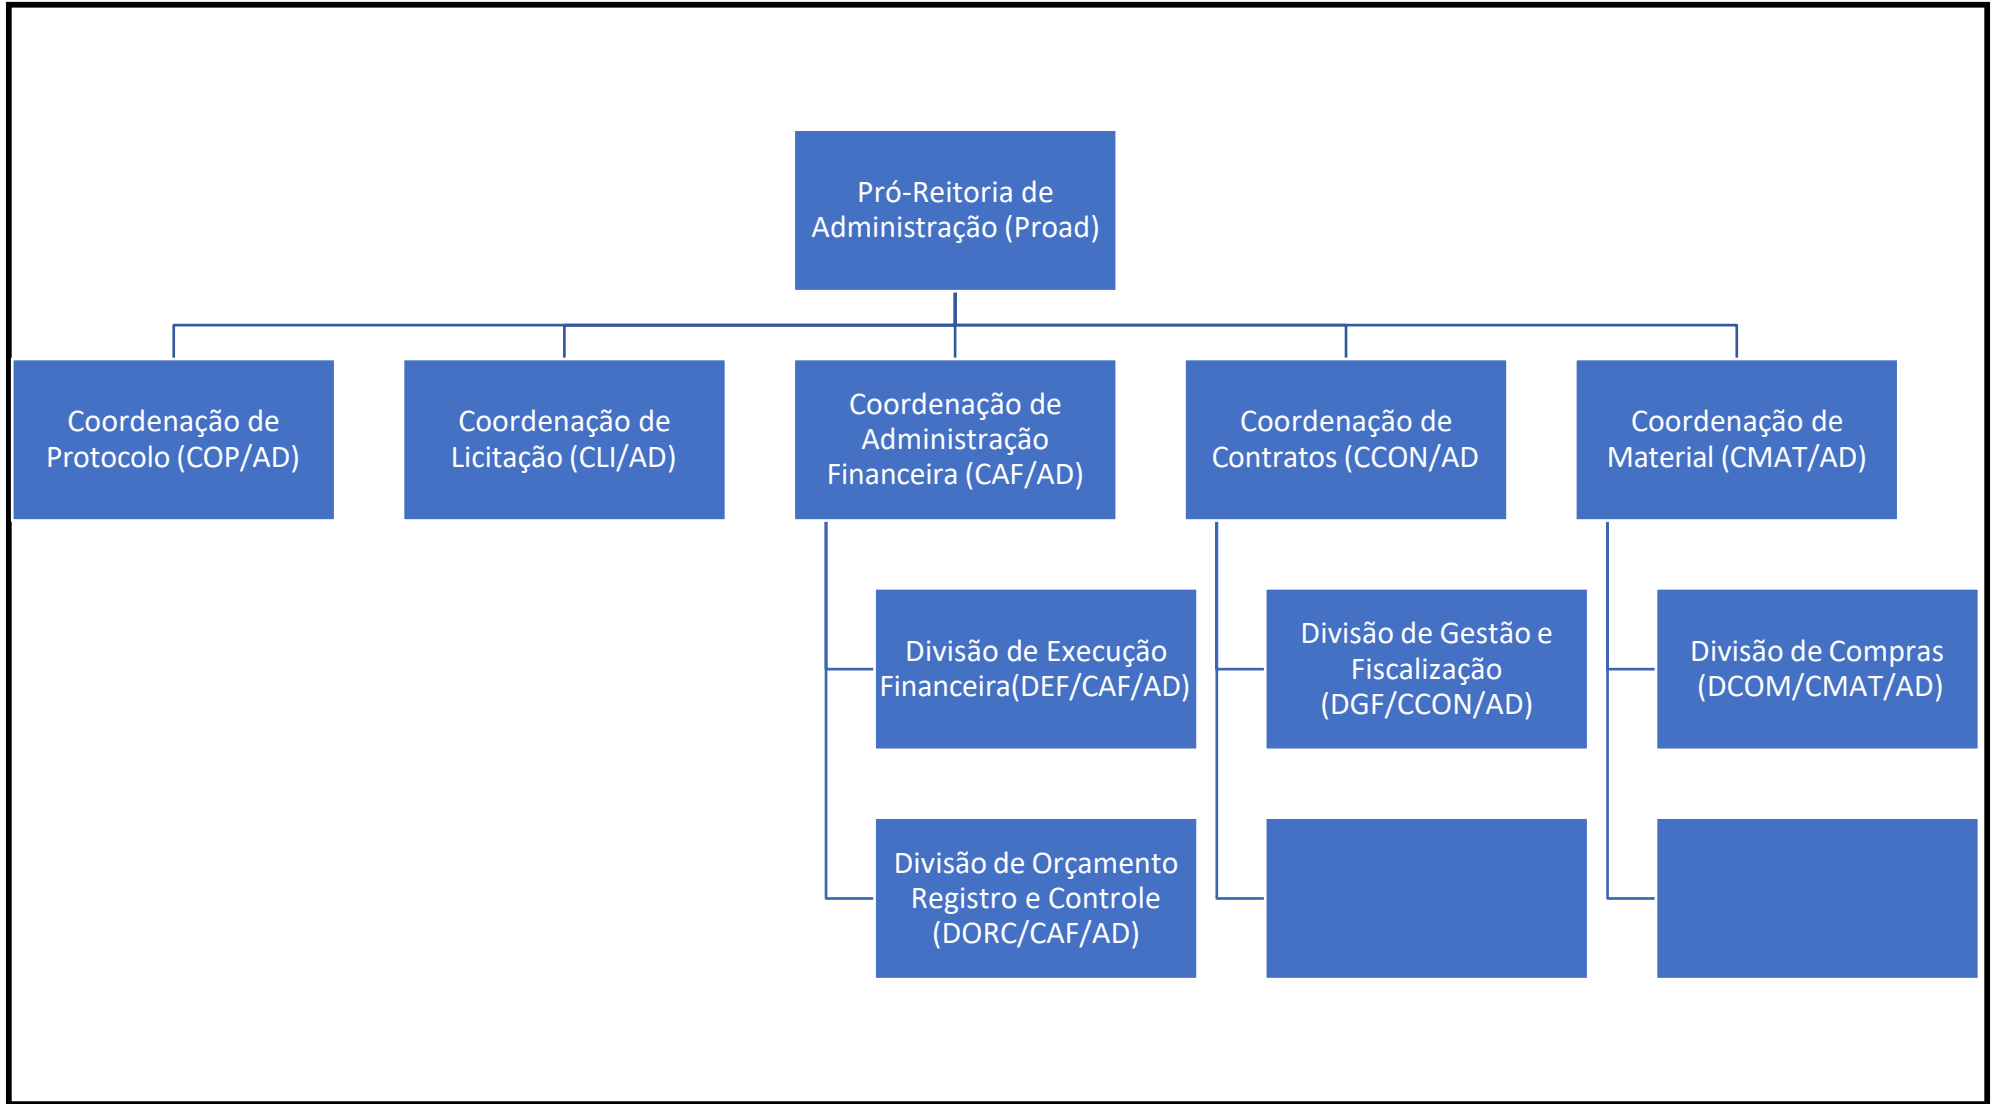 Pró-Reitoria de
Administração (Proad)
Coordenação de
Protocolo (COP/AD)
Coordenação de
Licitação (CLI/AD)
Coordenação de
Administração
Financeira (CAF/AD)
Coordenação de
Contratos (CCON/AD
Coordenação de
Material (CMAT/AD)
Divisão de Execução
Financeira(DEF/CAF/AD)
Divisão de Gestão e
Fiscalização
(DGF/CCON/AD)
Divisão de Compras
(DCOM/CMAT/AD)
Divisão de Orçamento
Registro e Controle
(DORC/CAF/AD)